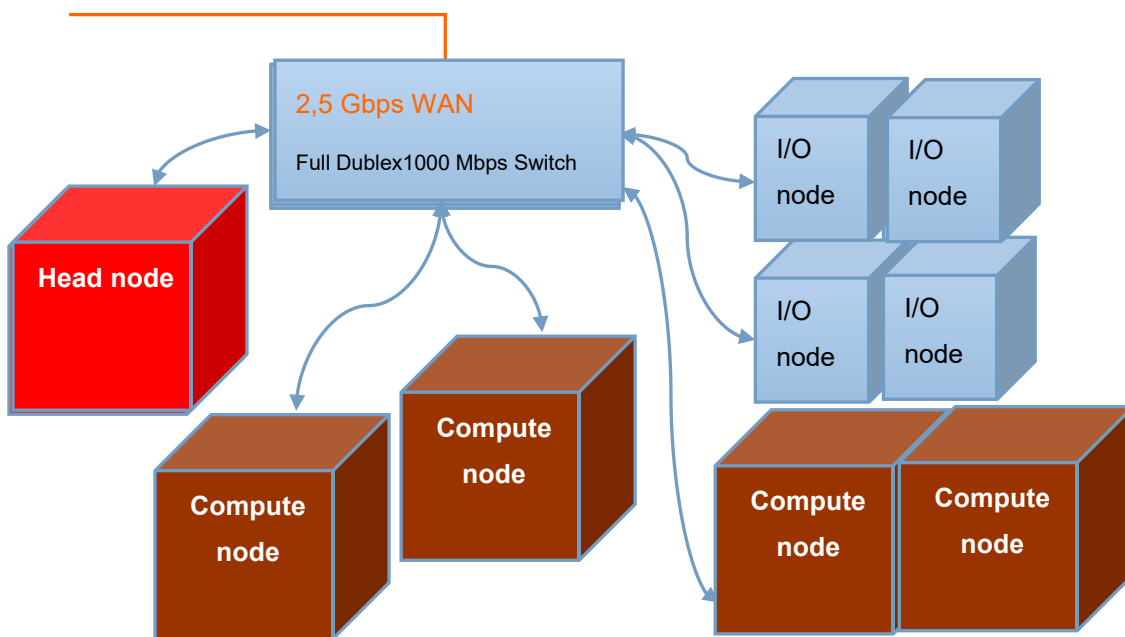 2,5 Gbps WAN
Full Dublex1000 Mbps Switch
I/O
node
I/O
node
Head node
I/O
node
I/O
node
Compute
node
Compute
node
Compute
node
Compute
node